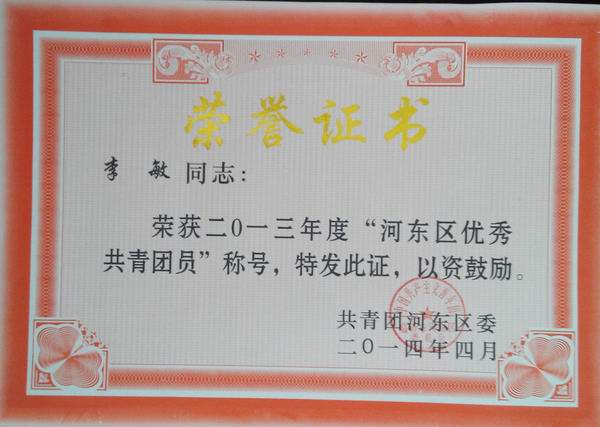 荣誉证书
李 敏 同志：
荣获二0一三年度“河东区优秀
共青团员”称号，特发此证，以资鼓励。
共青团河东区委
二0一四年四月